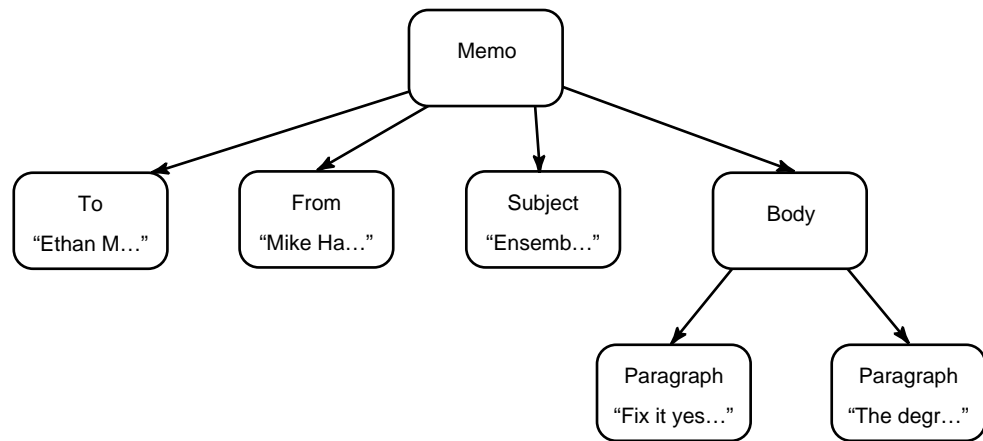 Memo
To
“Ethan M…”
From
“Mike Ha…”
Subject
“Ensemb…”
Body
Paragraph
“Fix it yes…”
Paragraph
“The degr…”